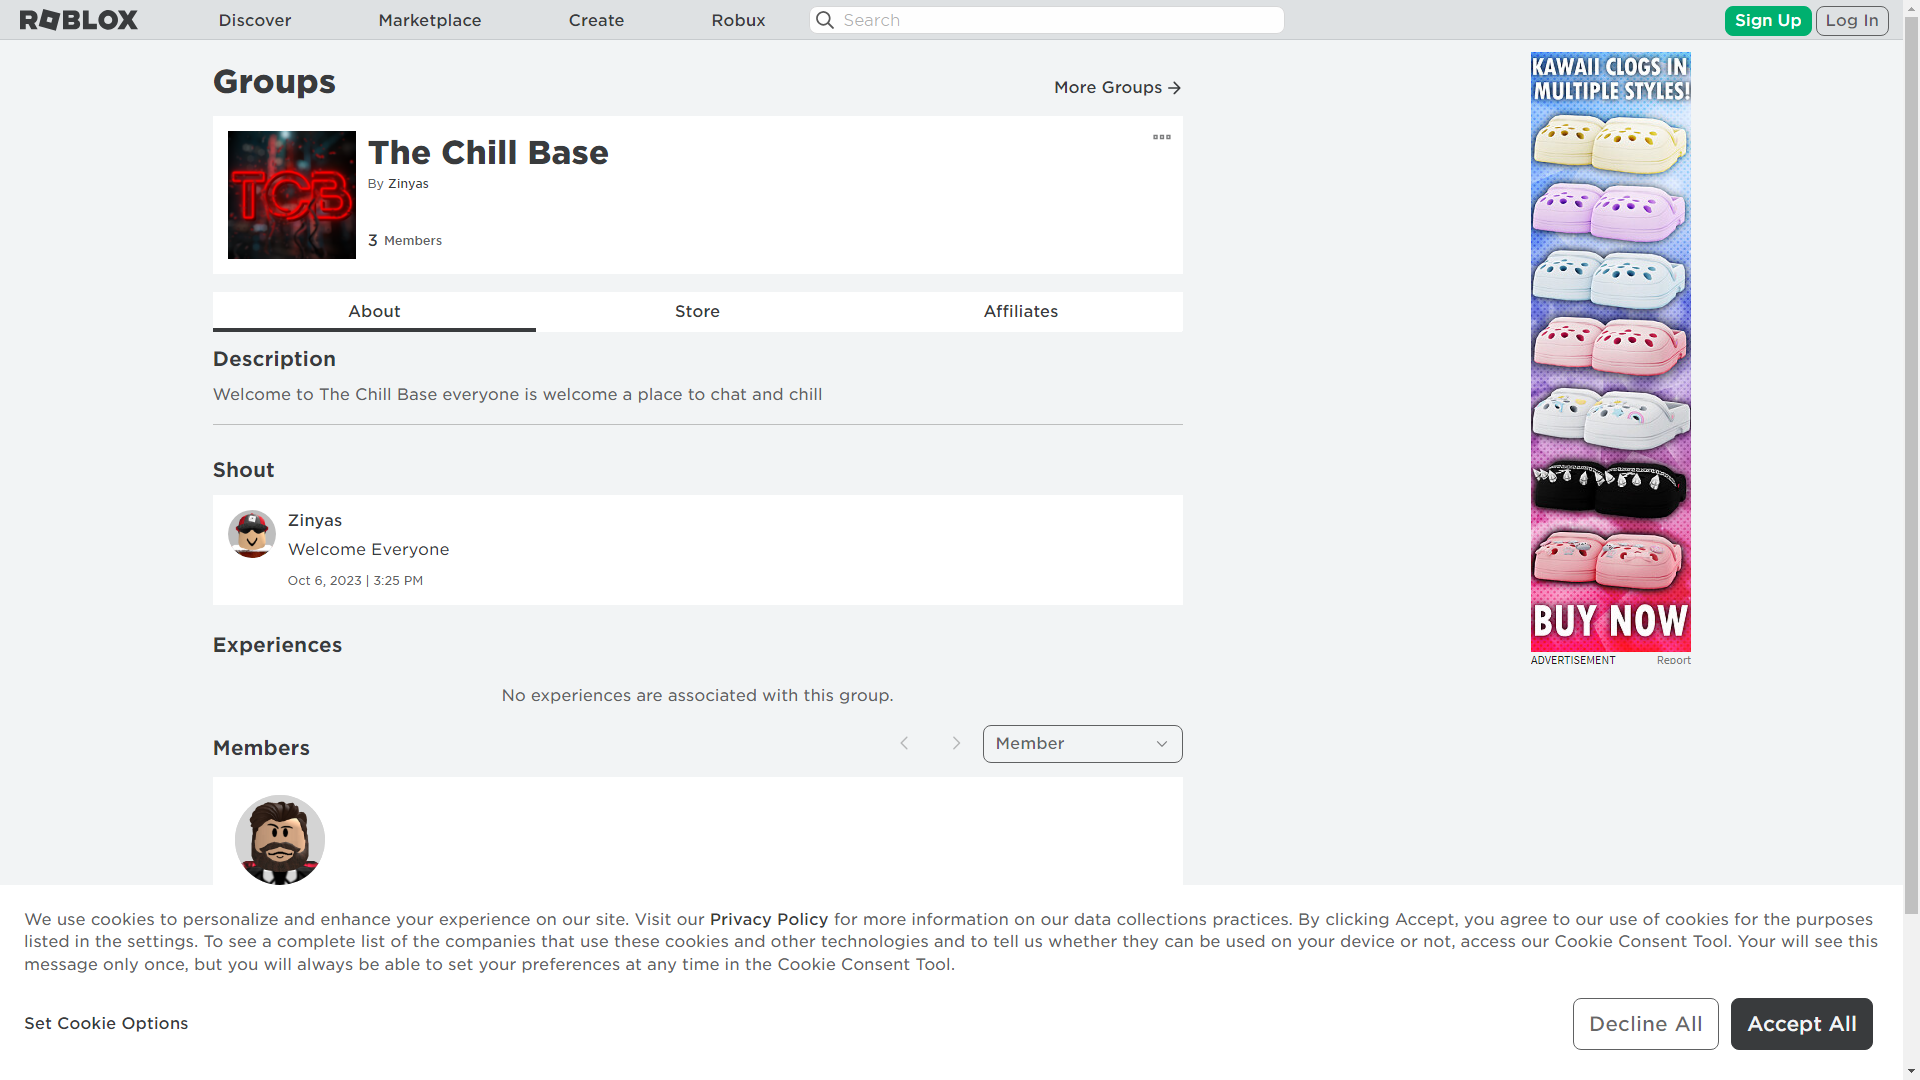 ROBLOX
Discover
Marketplace
Create
Robux
Search
Sign Up
Log In
Groups
More Groups
The Chill Base
By Zinyas
3 Members
TCB
About
Store
Affiliates
Description
Welcome to The Chill Base everyone is welcome a place to chat and chill
Shout
Zinyas
Welcome Everyone
Oct 6, 2023 | 3:25 PM
Experiences
No experiences are associated with this group.
Members
Member
KAWAII CLOGS IN
MULTIPLE STYLES!
BUY NOW
ADVERTISEMENT
Report
We use cookies to personalize and enhance your experience on our site. Visit our Privacy Policy for more information on our data collections practices. By clicking Accept, you agree to our use of cookies for the purposes
listed in the settings. To see a complete list of the companies that use these cookies and other technologies and to tell us whether they can be used on your device or not, access our Cookie Consent Tool. Your will see this
message only once, but you will always be able to set your preferences at any time in the Cookie Consent Tool.
Set Cookie Options
Decline All
Accept All